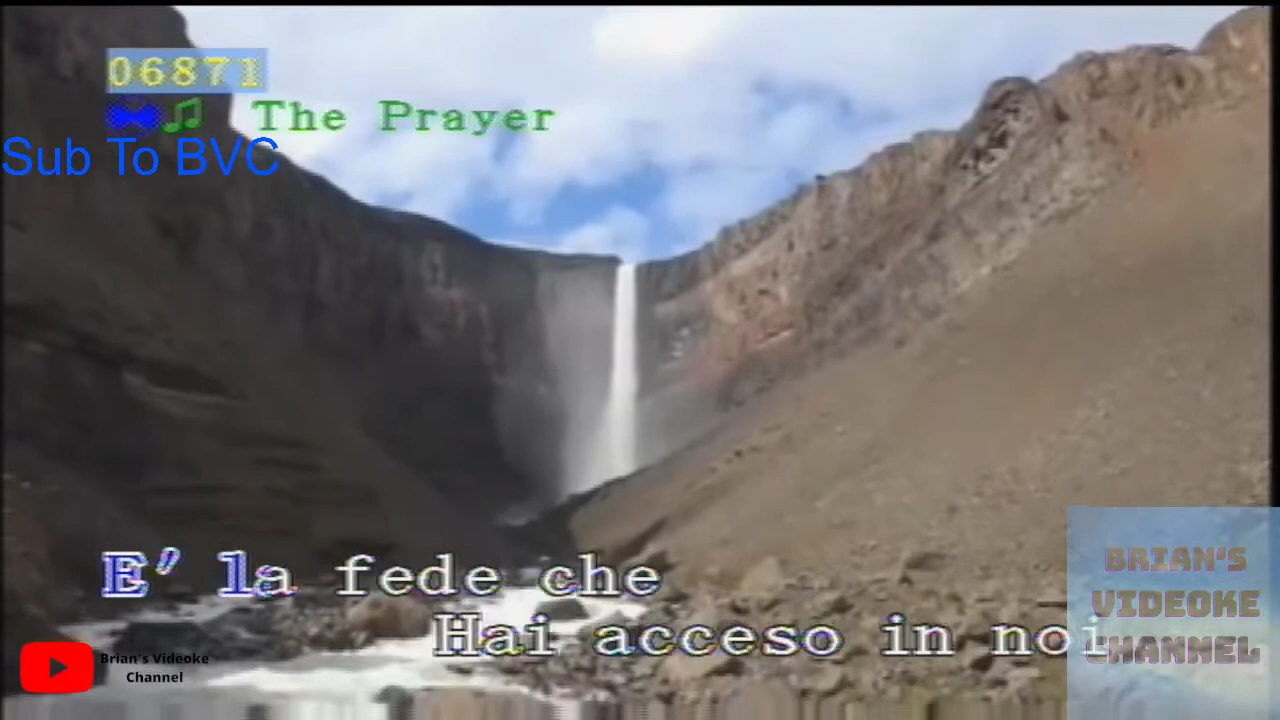 06871
The Prayer
Sub To BVC
E' la fede che
Hai acceso in noi
Brian's Videoke
Channel
BRIAN'S
VIDEOKE
CHANNEL